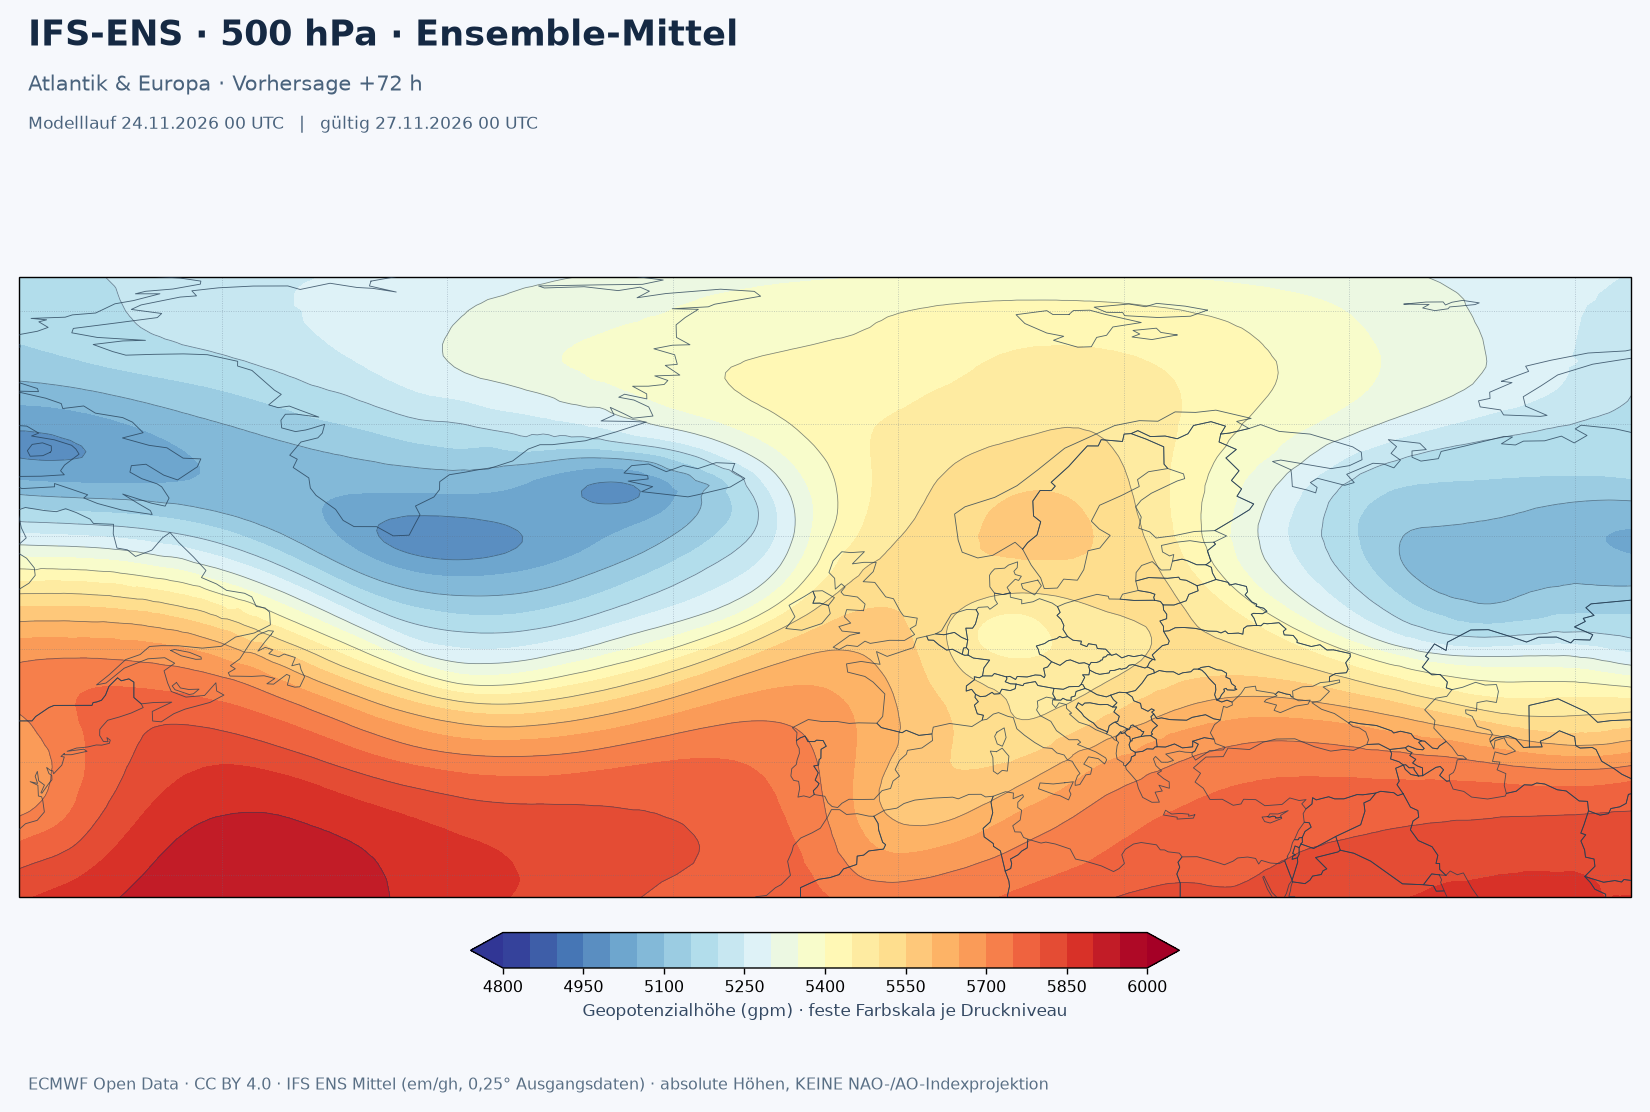 IFS-ENS · 500 hPa · Ensemble-Mittel
Atlantik & Europa · Vorhersage +72 h
Modelllauf 24.11.2026 00 UTC | gültig 27.11.2026 00 UTC
4800 4950 5100 5250 5400 5550 5700 5850 6000
Geopotenzialhöhe (gpm) · feste Farbskala je Druckniveau
ECMWF Open Data · CC BY 4.0 · IFS ENS Mittel (em/gh, 0,25° Ausgangsdaten) · absolute Höhen, KEINE NAO-/AO-Indexprojektion